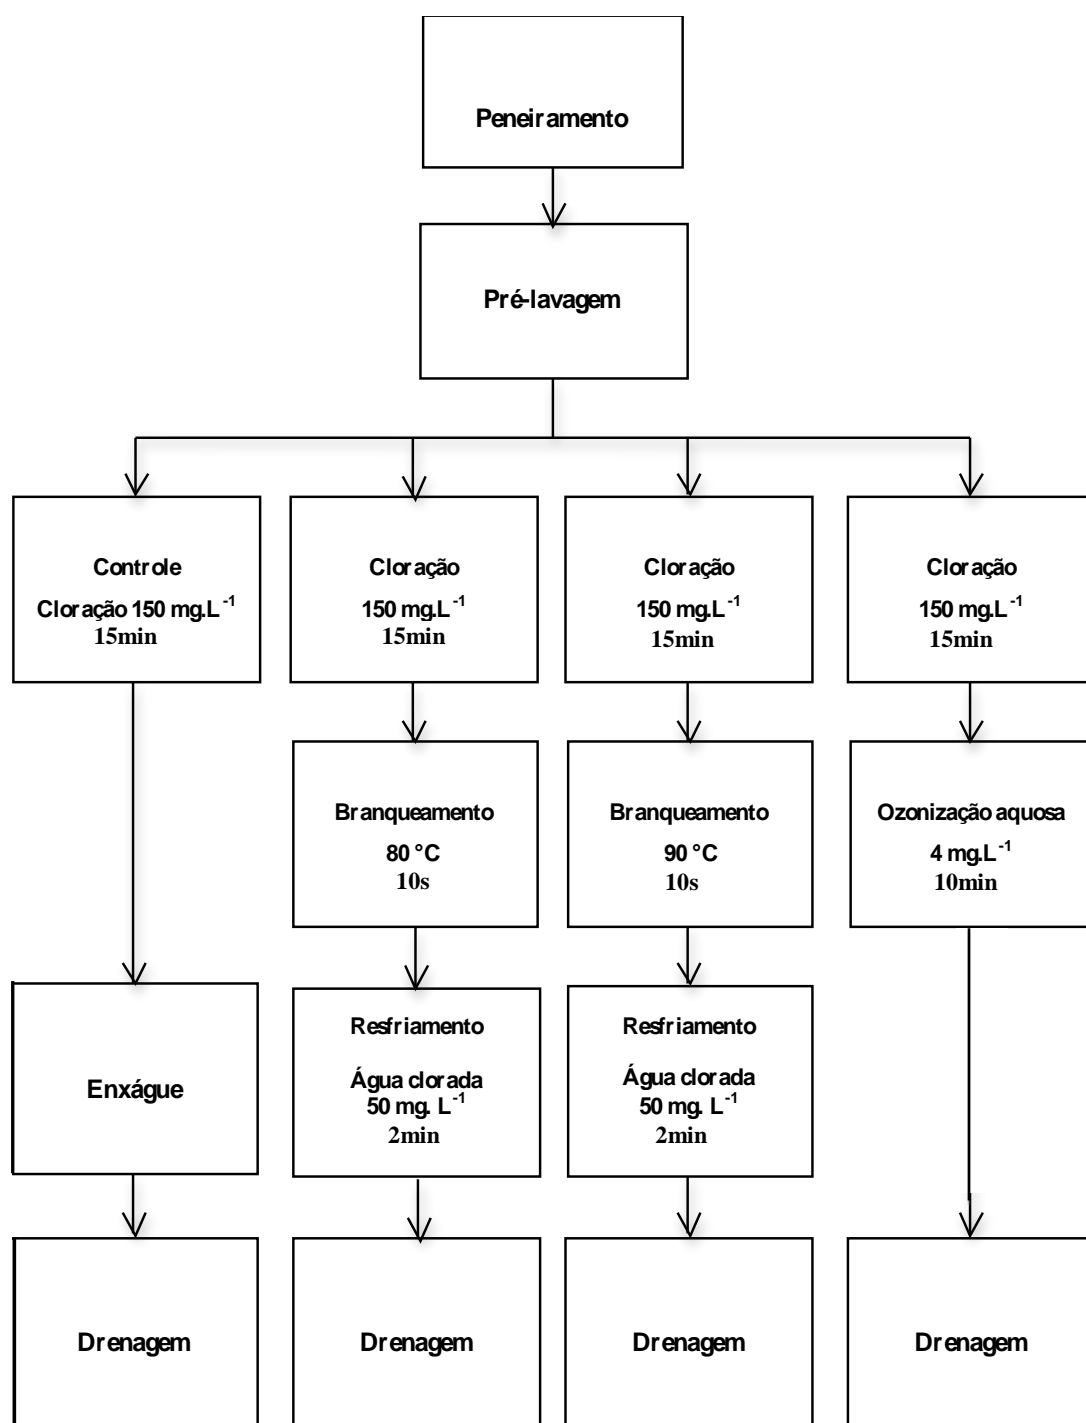 Peneiramento
Pré-lavagem
Controle
Cloração 150 mg.L⁻¹
15min
Cloração
150 mg.L⁻¹
15min
Cloração
150 mg.L⁻¹
15min
Cloração
150 mg.L⁻¹
15min
Branqueamento
80 °C
10s
Branqueamento
90 °C
10s
Ozonização aquosa
4 mg.L⁻¹
10min
Enxágue
Resfriamento
Água clorada
50 mg. L⁻¹
2min
Resfriamento
Água clorada
50 mg. L⁻¹
2min
Drenagem
Drenagem
Drenagem
Drenagem